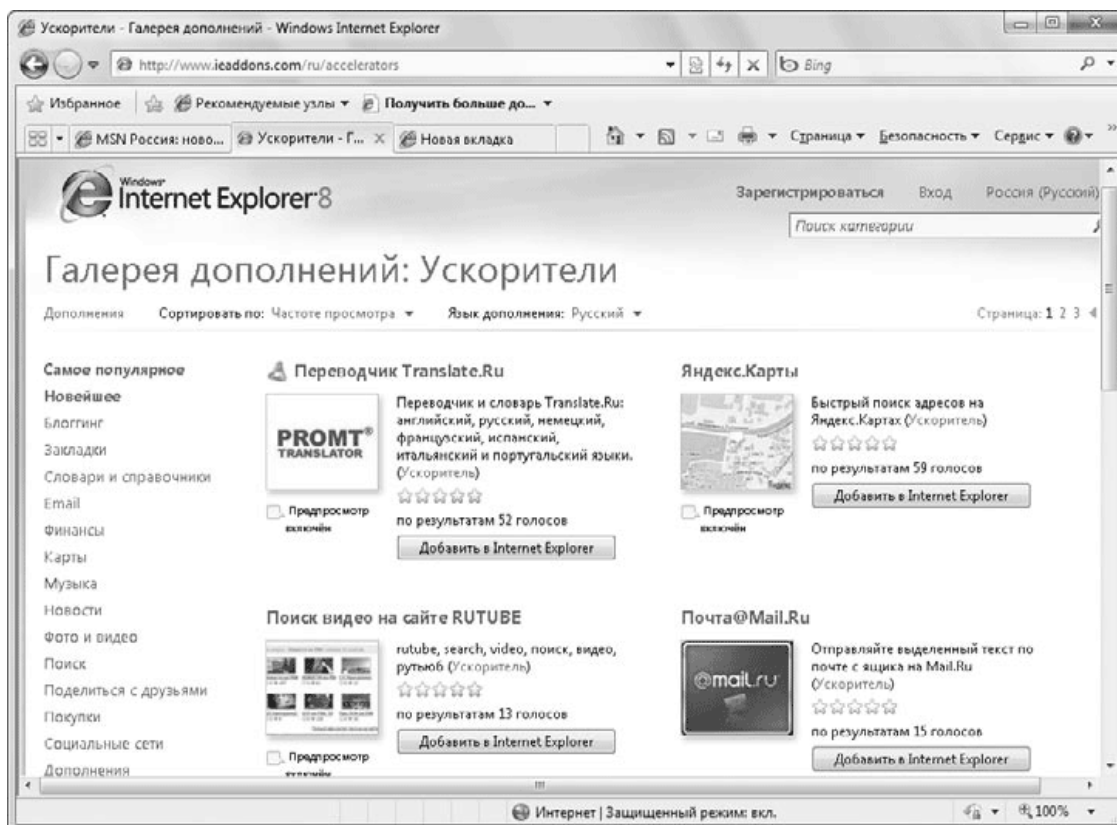 Ускорители - Галерея дополнений - Windows Internet Explorer
http://www.ieaddons.com/ru/accelerators
Bing
Избранное
Рекомендуемые узлы
Получить больше до...
MSN Россия: ново...
Ускорители - Г...
Новая вкладка
Страница
Безопасность
Сервис
Windows
Internet Explorer 8
Зарегистрироваться
Вход
Россия (Русский)
Поиск категории
Галерея дополнений: Ускорители
Дополнения
Сортировать по: Частоте просмотра
Язык дополнения: Русский
Страница: 1 2 3
Самое популярное
Новейшее
Блоггинг
Закладки
Словари и справочники
Email
Финансы
Карты
Музыка
Новости
Фото и видео
Поиск
Поделиться с друзьями
Покупки
Социальные сети
Дополнения
Переводчик Translate.Ru
PROMT®
TRANSLATOR
Переводчик и словарь Translate.Ru:
английский, русский, немецкий,
французский, испанский,
итальянский и португальский языки.
(Ускоритель)
по результатам 52 голосов
Добавить в Internet Explorer
Предпросмотр
включён
Яндекс.Карты
Быстрый поиск адресов на
Яндекс.Картах (Ускоритель)
по результатам 59 голосов
Добавить в Internet Explorer
Предпросмотр
включён
Поиск видео на сайте RUTUBE
rutube, search, video, поиск, видео,
рутьюб (Ускоритель)
по результатам 13 голосов
Добавить в Internet Explorer
Предпросмотр
включён
Почта@Mail.Ru
@mail.ru
Отправляйте выделенный текст по
почте с ящика на Mail.Ru
(Ускоритель)
по результатам 15 голосов
Добавить в Internet Explorer
Интернет | Защищенный режим: вкл.
100%